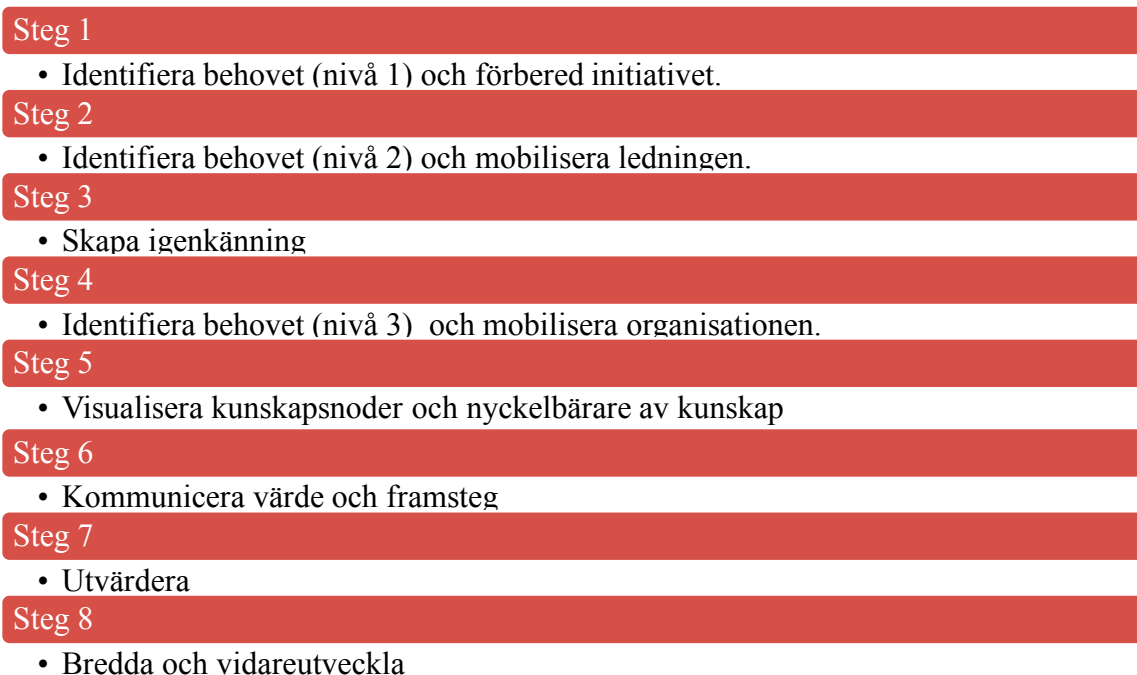 Steg 1
• Identifiera behovet (nivå 1) och förbered initiativet.
Steg 2
• Identifiera behovet (nivå 2) och mobilisera ledningen.
Steg 3
• Skapa igenkänning
Steg 4
• Identifiera behovet (nivå 3)  och mobilisera organisationen.
Steg 5
• Visualisera kunskapsnoder och nyckelbärare av kunskap
Steg 6
• Kommunicera värde och framsteg
Steg 7
• Utvärdera
Steg 8
• Bredda och vidareutveckla